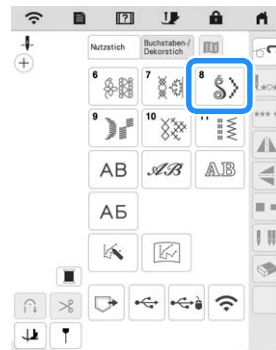 Nutzstich
Buchstaben-/
Dekorstich
6 7 8
9 10 11
AB AB AB
АБ